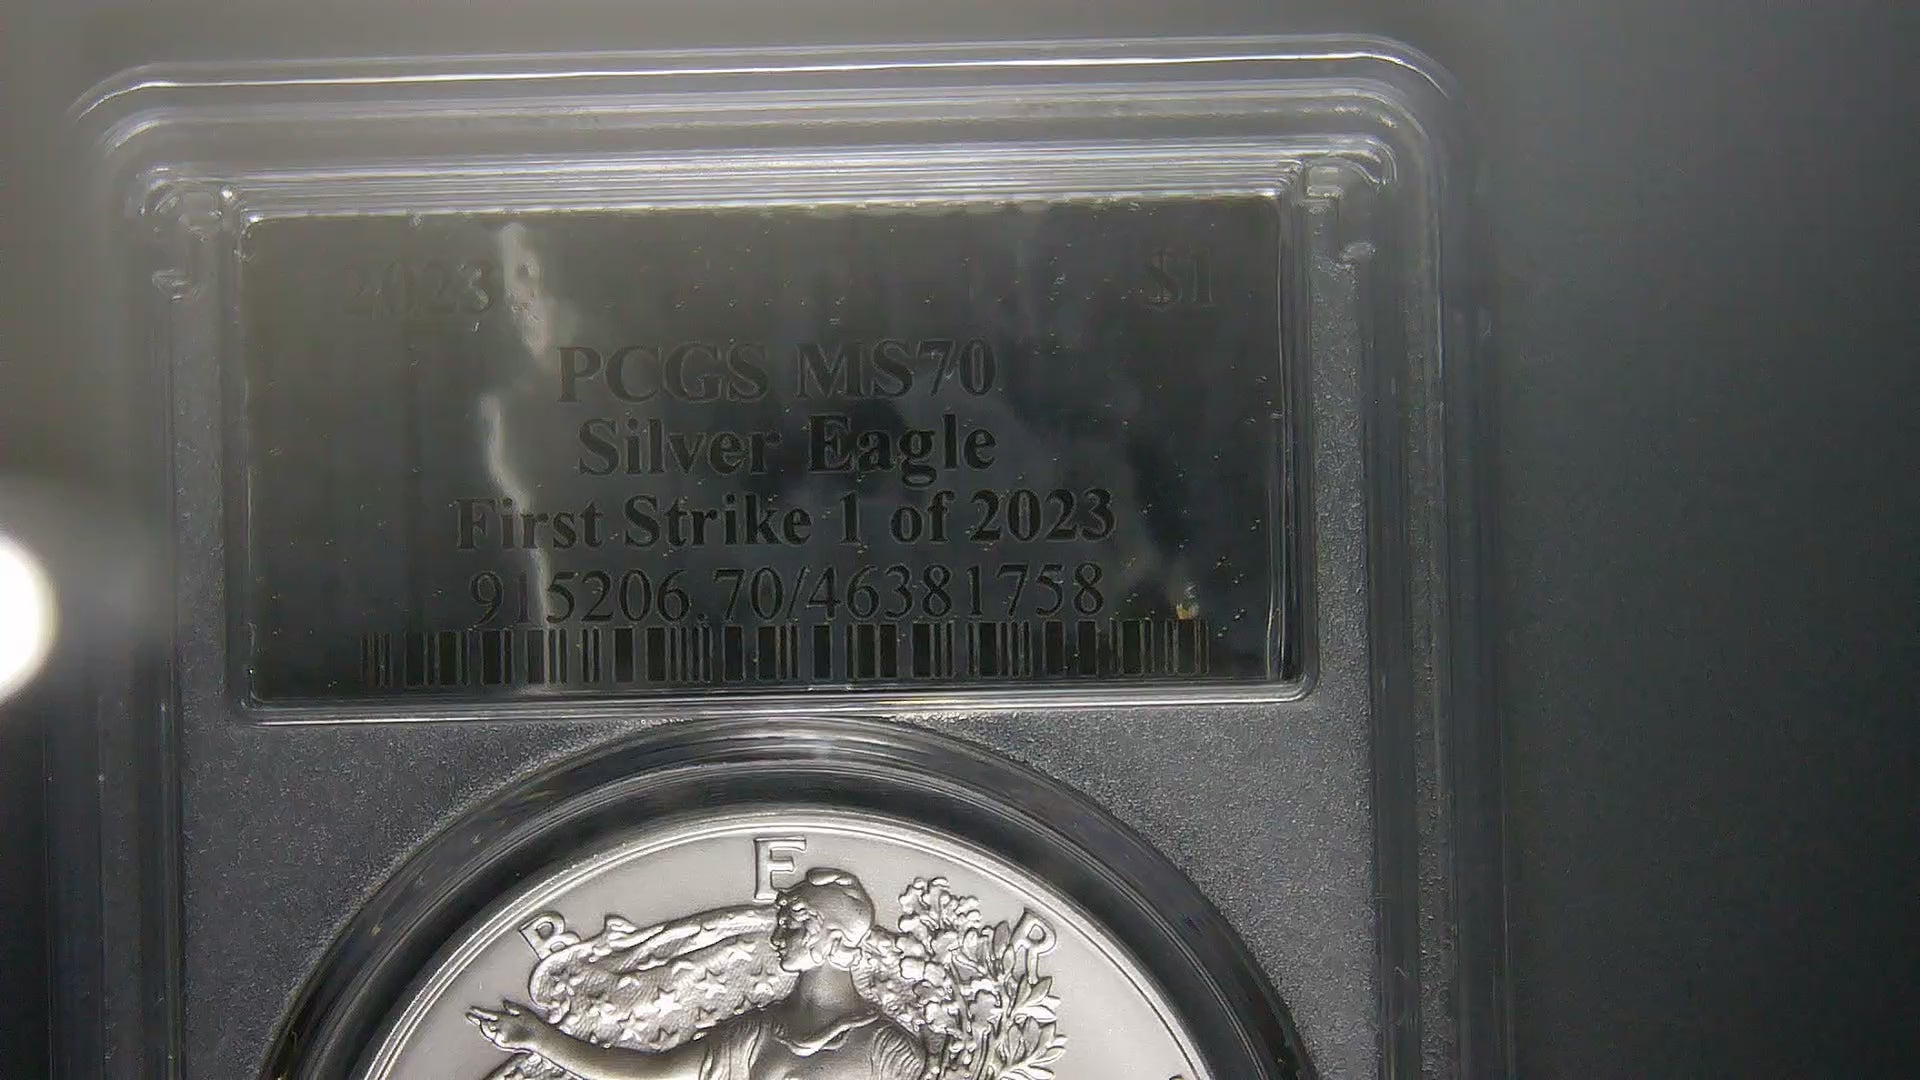 2023 $1
PCGS MS70
Silver Eagle
First Strike 1 of 2023
915206.70/46381758
E
B R